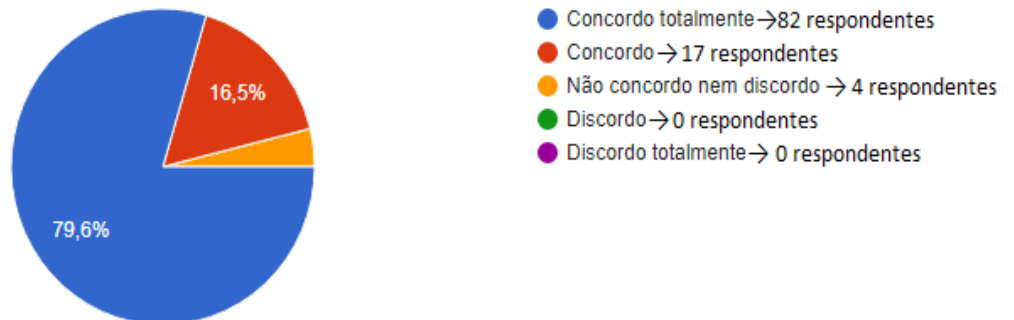 Concordo totalmente→82 respondentes
Concordo→17 respondentes
Não concordo nem discordo → 4 respondentes
Discordo→0 respondentes
Discordo totalmente→ 0 respondentes
16,5%
79,6%